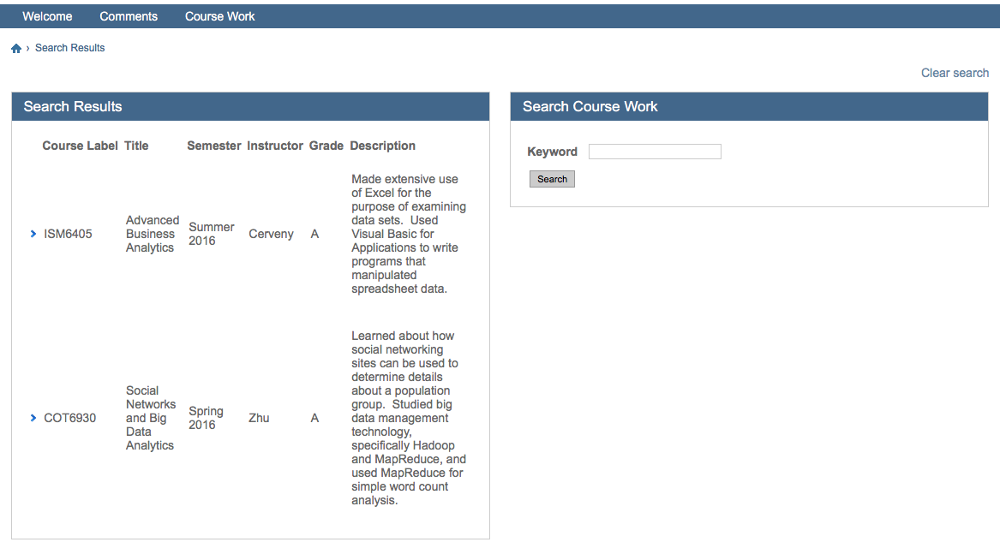 Welcome Comments Course Work
› Search Results
Clear search
Search Results
Course Label Title Semester Instructor Grade Description
ISM6405
Advanced
Business
Analytics
Summer
2016
Cerveny
A
Made extensive use
of Excel for the
purpose of examining
data sets.  Used
Visual Basic for
Applications to write
programs that
manipulated
spreadsheet data.
COT6930
Social
Networks
and Big
Data
Analytics
Spring
2016
Zhu
A
Learned about how
social networking
sites can be used to
determine details
about a population
group.  Studied big
data management
technology,
specifically Hadoop
and MapReduce, and
used MapReduce for
simple word count
analysis.
Search Course Work
Keyword
Search